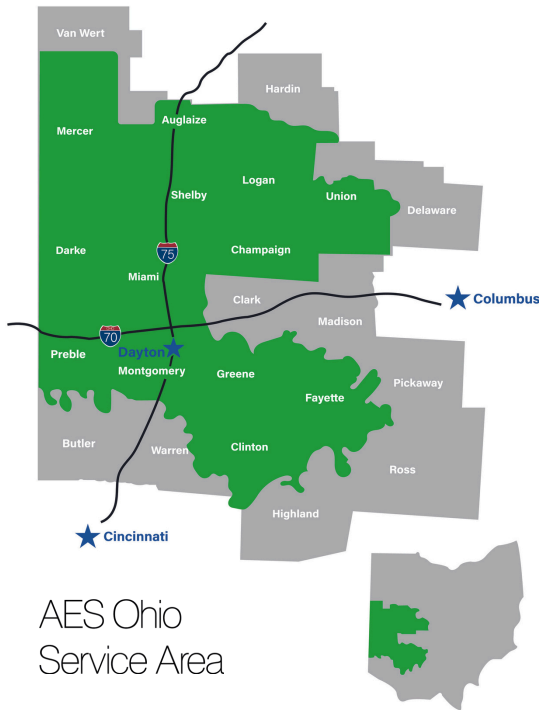 Van Wert
Hardin
Auglaize
Mercer
Logan
Shelby
Union
Delaware
Darke
75
Champaign
Miami
Clark
Columbus
Madison
70
Dayton
Preble
Montgomery
Greene
Pickaway
Fayette
Butler
Warren
Clinton
Ross
Highland
Cincinnati
AES Ohio
Service Area